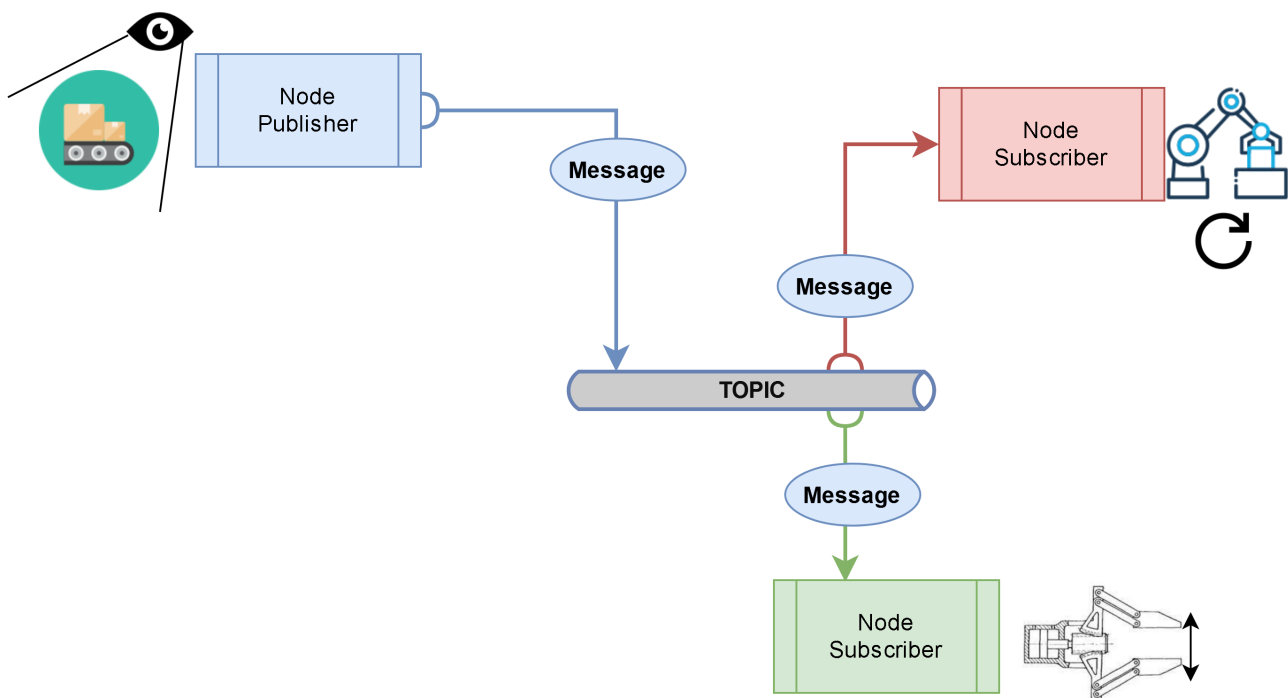 Node
Publisher
Message
Node
Subscriber
Message
TOPIC
Message
Node
Subscriber